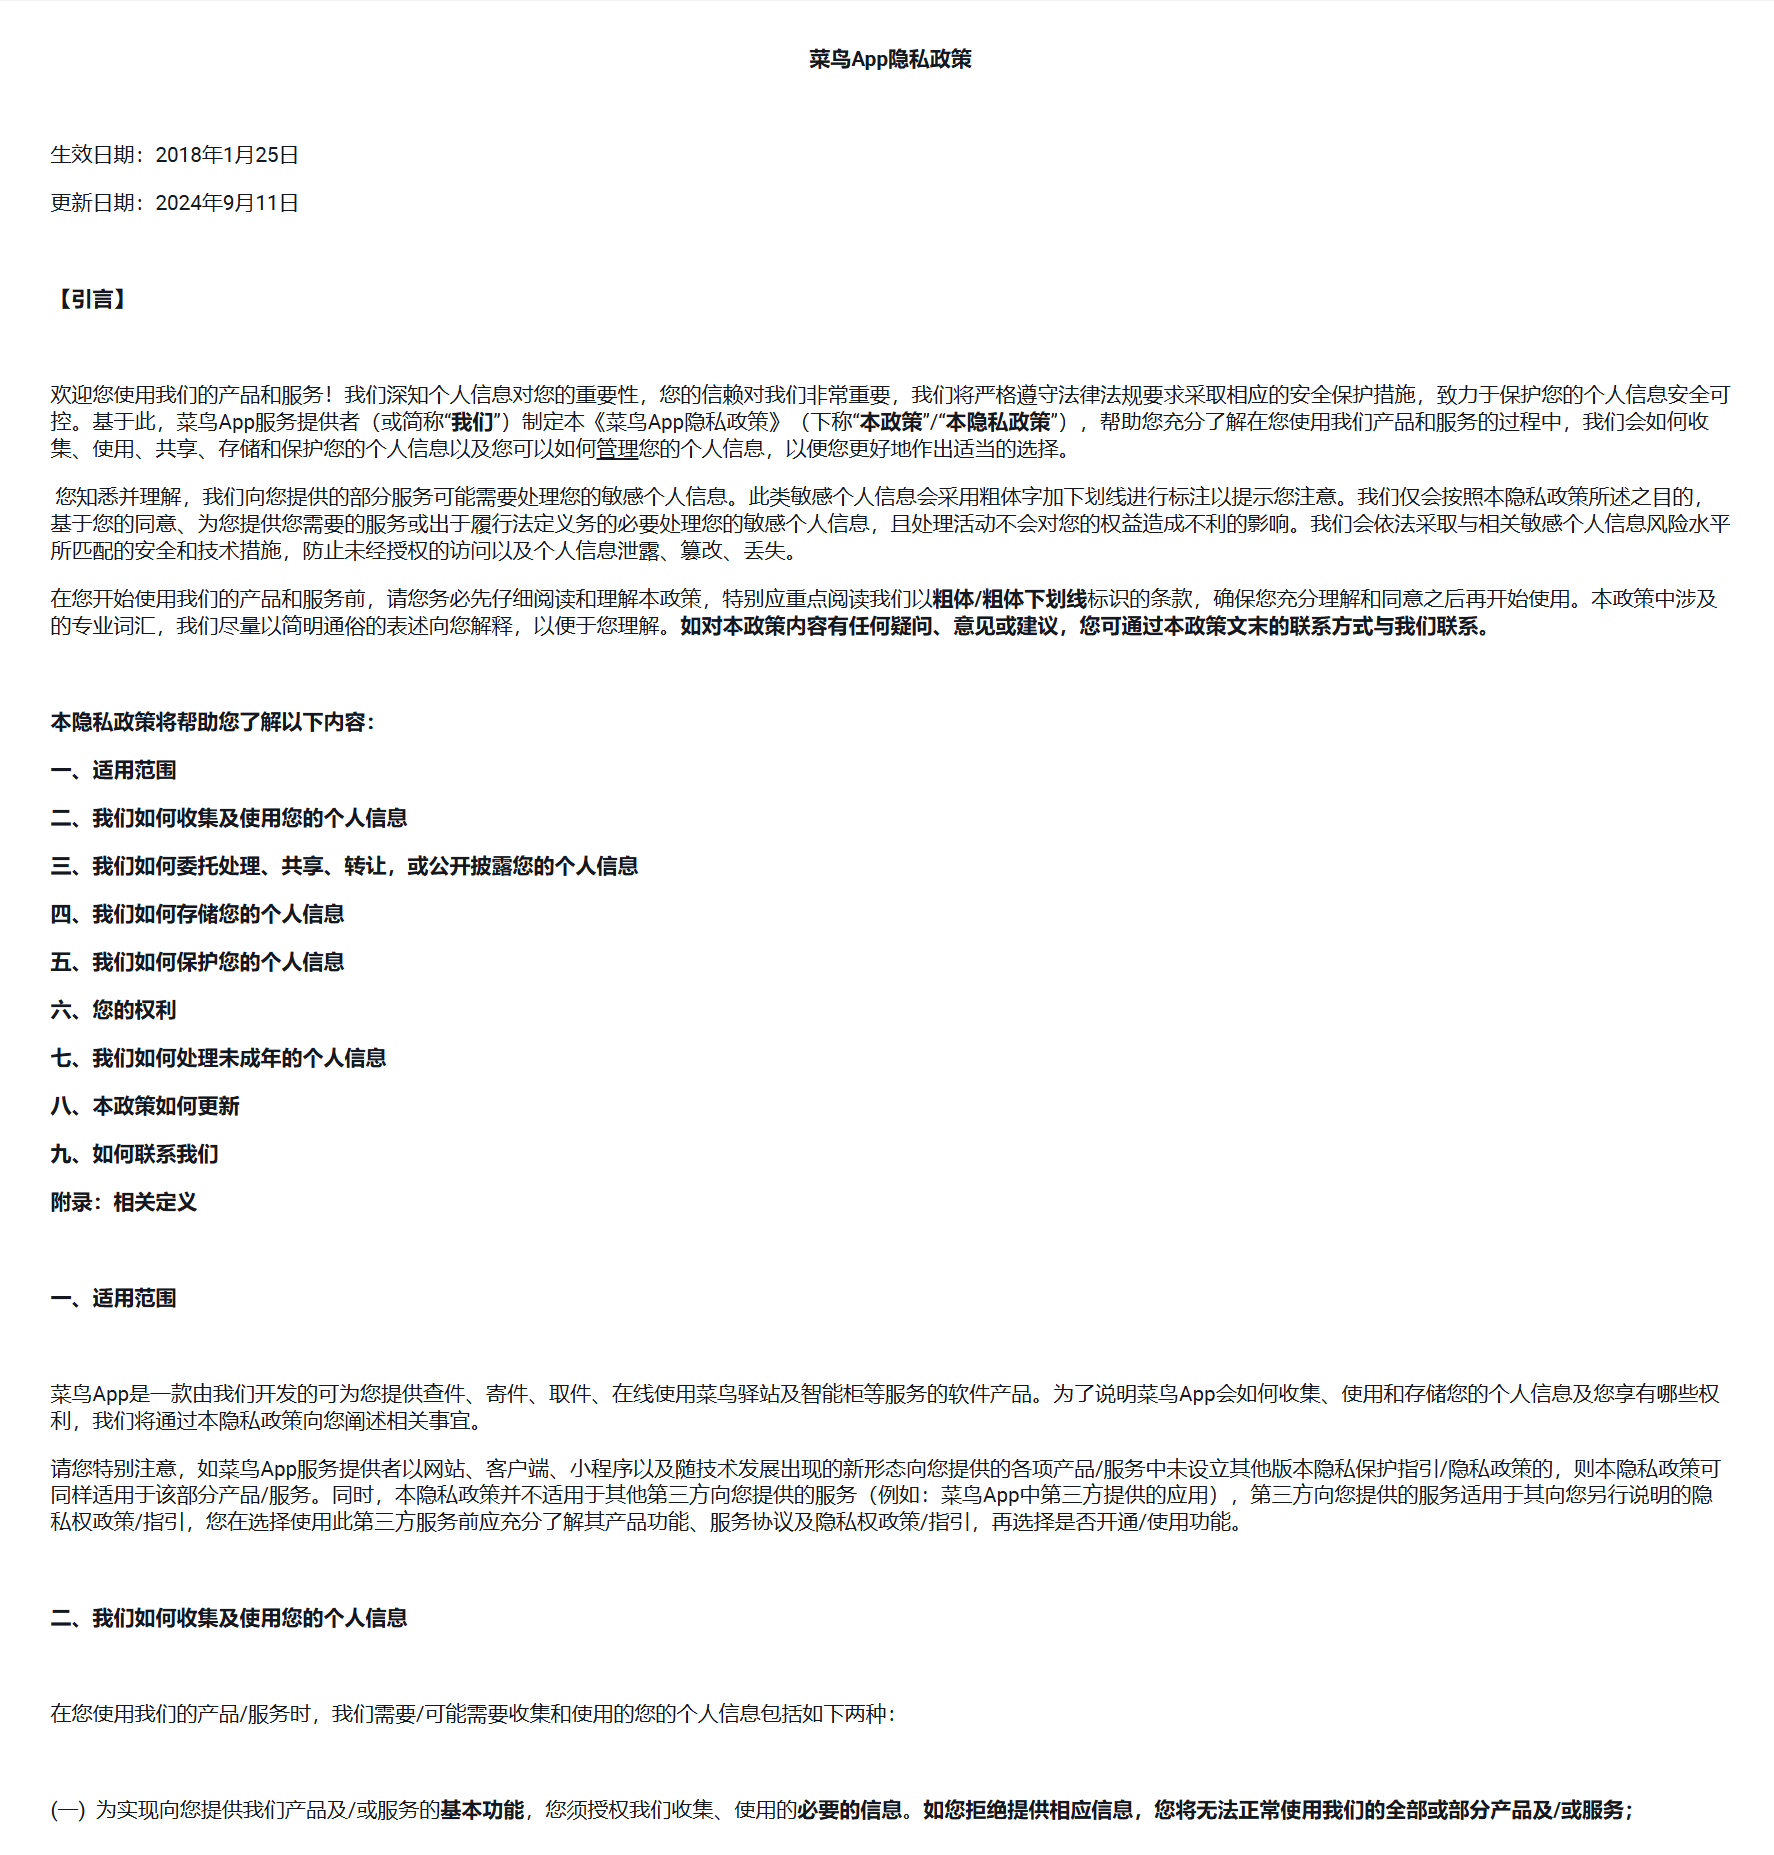 菜鸟App隐私政策
生效日期：2018年1月25日
更新日期：2024年9月11日
【引言】
欢迎您使用我们的产品和服务！我们深知个人信息对您的重要性，您的信赖对我们非常重要，我们将严格遵守法律法规要求采取相应的安全保护措施，致力于保护您的个人信息安全可
控。基于此，菜鸟App服务提供者（或简称“我们”）制定本《菜鸟App隐私政策》（下称“本政策”/“本隐私政策”），帮助您充分了解在您使用我们产品和服务的过程中，我们会如何收
集、使用、共享、存储和保护您的个人信息以及您可以如何管理您的个人信息，以便您更好地作出适当的选择。
您知悉并理解，我们向您提供的部分服务可能需要处理您的敏感个人信息。此类敏感个人信息会采用粗体字加下划线进行标注以提示您注意。我们仅会按照本隐私政策所述之目的，
基于您的同意、为您提供您需要的服务或出于履行法定义务的必要处理您的敏感个人信息，且处理活动不会对您的权益造成不利的影响。我们会依法采取与相关敏感个人信息风险水平
所匹配的安全和技术措施，防止未经授权的访问以及个人信息泄露、篡改、丢失。
在您开始使用我们的产品和服务前，请您务必先仔细阅读和理解本政策，特别应重点阅读我们以粗体/粗体下划线标识的条款，确保您充分理解和同意之后再开始使用。本政策中涉及
的专业词汇，我们尽量以简明通俗的表述向您解释，以便于您理解。如对本政策内容有任何疑问、意见或建议，您可通过本政策文末的联系方式与我们联系。
本隐私政策将帮助您了解以下内容：
一、适用范围
二、我们如何收集及使用您的个人信息
三、我们如何委托处理、共享、转让，或公开披露您的个人信息
四、我们如何存储您的个人信息
五、我们如何保护您的个人信息
六、您的权利
七、我们如何处理未成年的个人信息
八、本政策如何更新
九、如何联系我们
附录：相关定义
一、适用范围
菜鸟App是一款由我们开发的可为您提供查件、寄件、取件、在线使用菜鸟驿站及智能柜等服务的软件产品。为了说明菜鸟App会如何收集、使用和存储您的个人信息及您享有哪些权
利，我们将通过本隐私政策向您阐述相关事宜。
请您特别注意，如菜鸟App服务提供者以网站、客户端、小程序以及随技术发展出现的新形态向您提供的各项产品/服务中未设立其他版本隐私保护指引/隐私政策的，则本隐私政策可
同样适用于该部分产品/服务。同时，本隐私政策并不适用于其他第三方向您提供的服务（例如：菜鸟App中第三方提供的应用），第三方向您提供的服务适用于其向您另行说明的隐
私权政策/指引，您在选择使用此第三方服务前应充分了解其产品功能、服务协议及隐私权政策/指引，再选择是否开通/使用功能。
二、我们如何收集及使用您的个人信息
在您使用我们的产品/服务时，我们需要/可能需要收集和使用的您的个人信息包括如下两种：
(一) 为实现向您提供我们产品及/或服务的基本功能，您须授权我们收集、使用的必要的信息。如您拒绝提供相应信息，您将无法正常使用我们的全部或部分产品及/或服务；